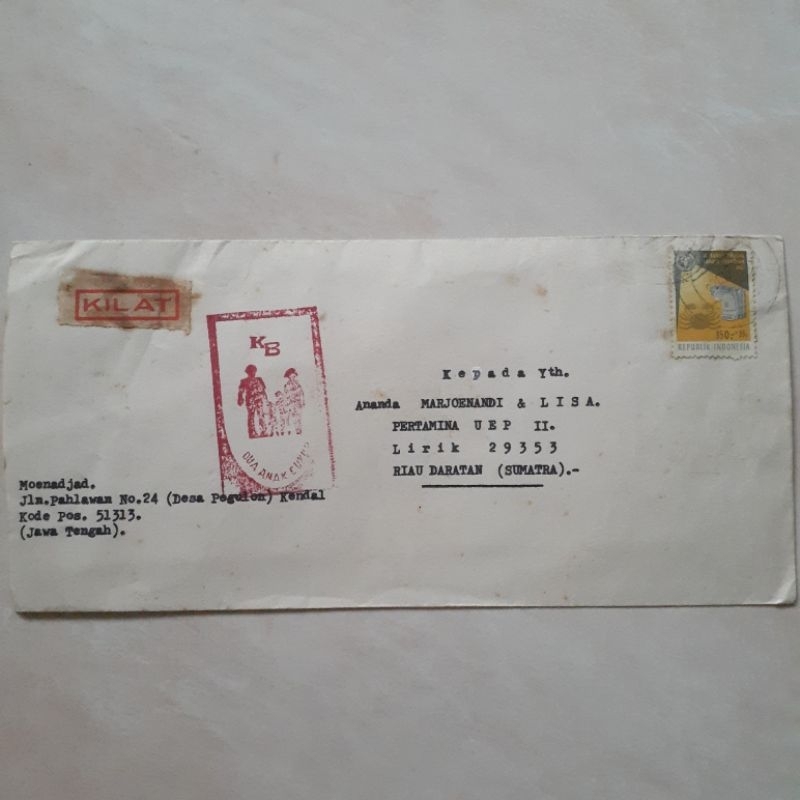 KILAT
KB
DUA ANAK CUKUP
REPUBLIK INDONESIA
Kepada Yth.
Ananda MARJOENANDI & LISA.
PERTAMINA UEP II.
Lirik 29353
RIAU DARATAN (SUMATRA).-
Moenadjad.
Jln.Pahlawan No.24 (Desa Pegulon) Kendal
Kode Pos. 51313.
(Jawa Tengah).